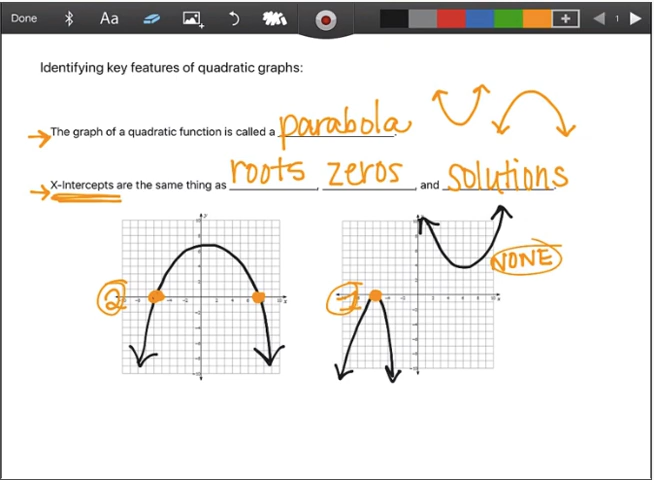 Done Aa 1
Identifying key features of quadratic graphs:
The graph of a quadratic function is called a parabola.
X-Intercepts are the same thing as roots, zeros, and solutions.
2
1
NONE